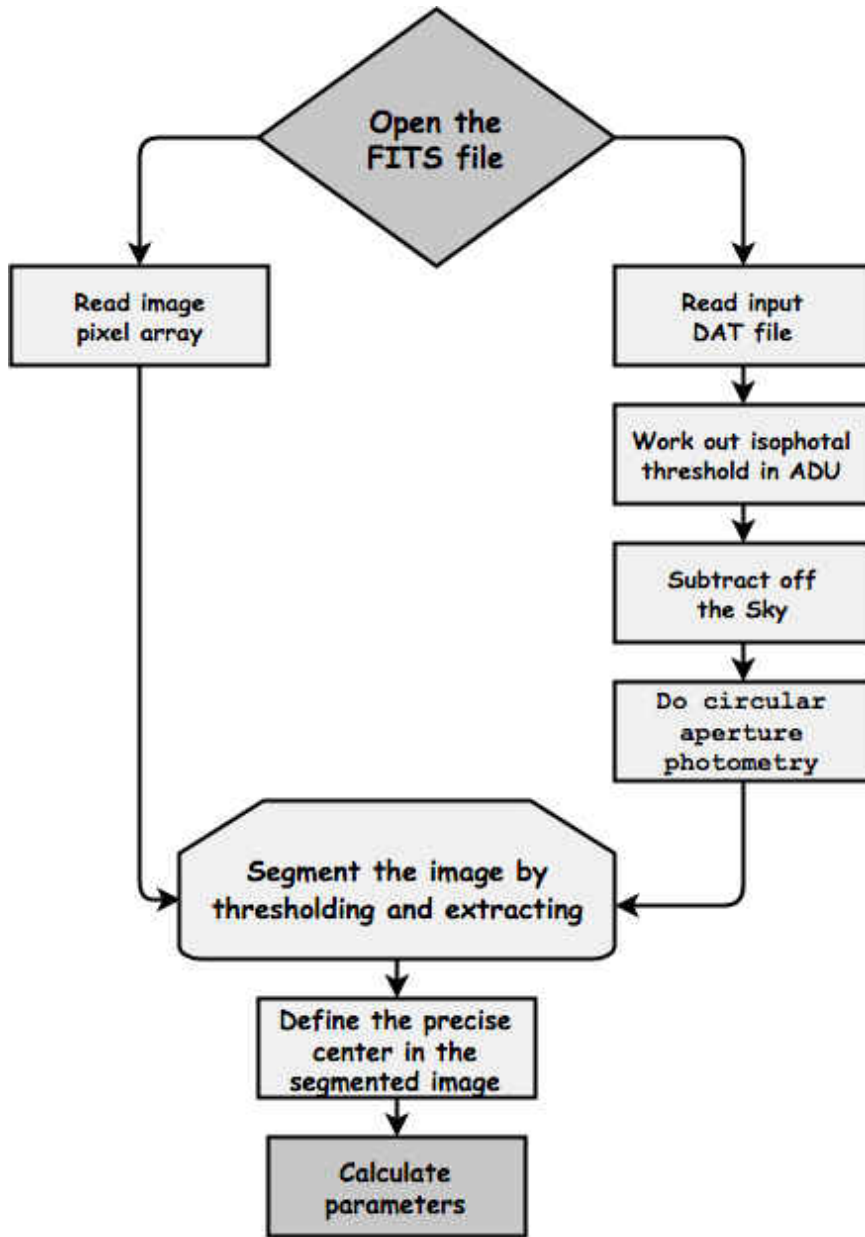 Open the
FITS file
Read image
pixel array
Read input
DAT file
Work out isophotal
threshold in ADU
Subtract off
the Sky
Do circular
aperture
photometry
Segment the image by
thresholding and extracting
Define the precise
center in the
segmented image
Calculate
parameters